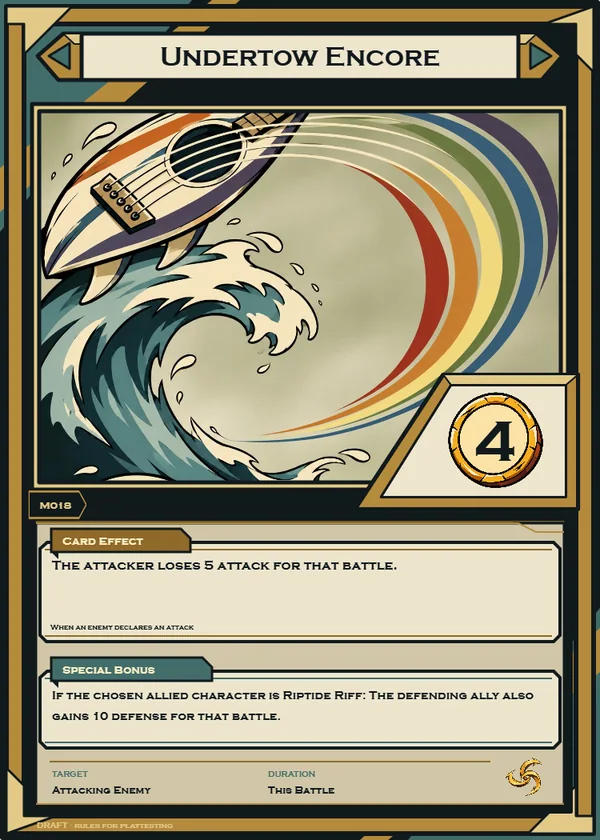 Undertow Encore
4
M018
Card Effect
The attacker loses 5 attack for that battle.
When an enemy declares an attack
Special Bonus
If the chosen allied character is Riptide Riff: The defending ally also
gains 10 defense for that battle.
Target
Duration
Attacking Enemy
This Battle
DRAFT · Rules for playtesting